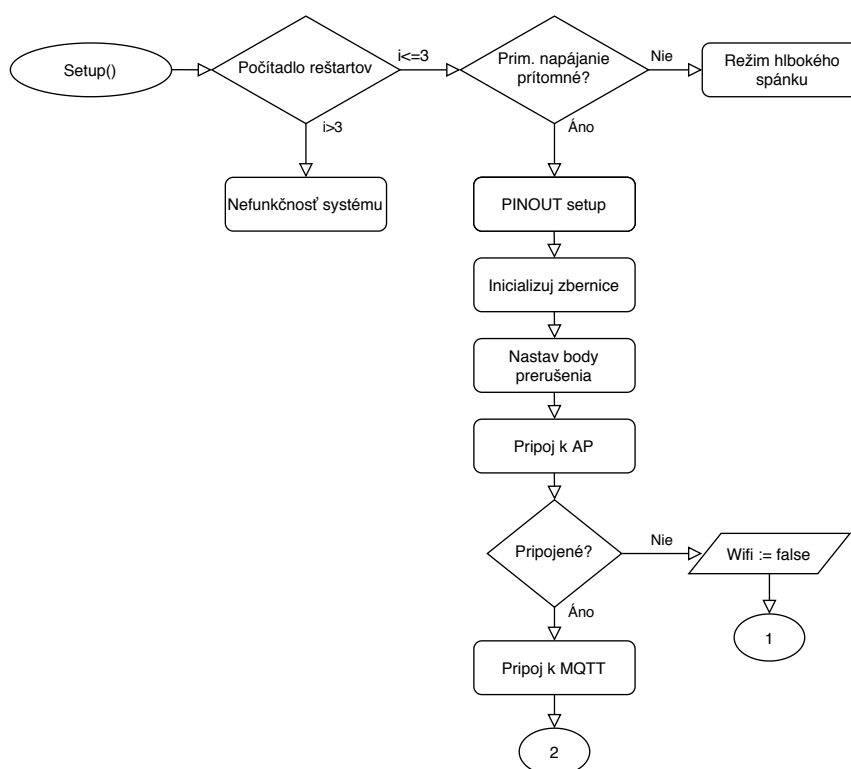 Setup()
Počítadlo reštartov
i<=3
Prim. napájanie
prítomné?
Nie
Režim hlbokého
spánku
i>3
Áno
Nefunkčnosť systému
PINOUT setup
Inicializuj zbernice
Nastav body
prerušenia
Pripoj k AP
Pripojené?
Nie
Wifi := false
Áno
1
Pripoj k MQTT
2